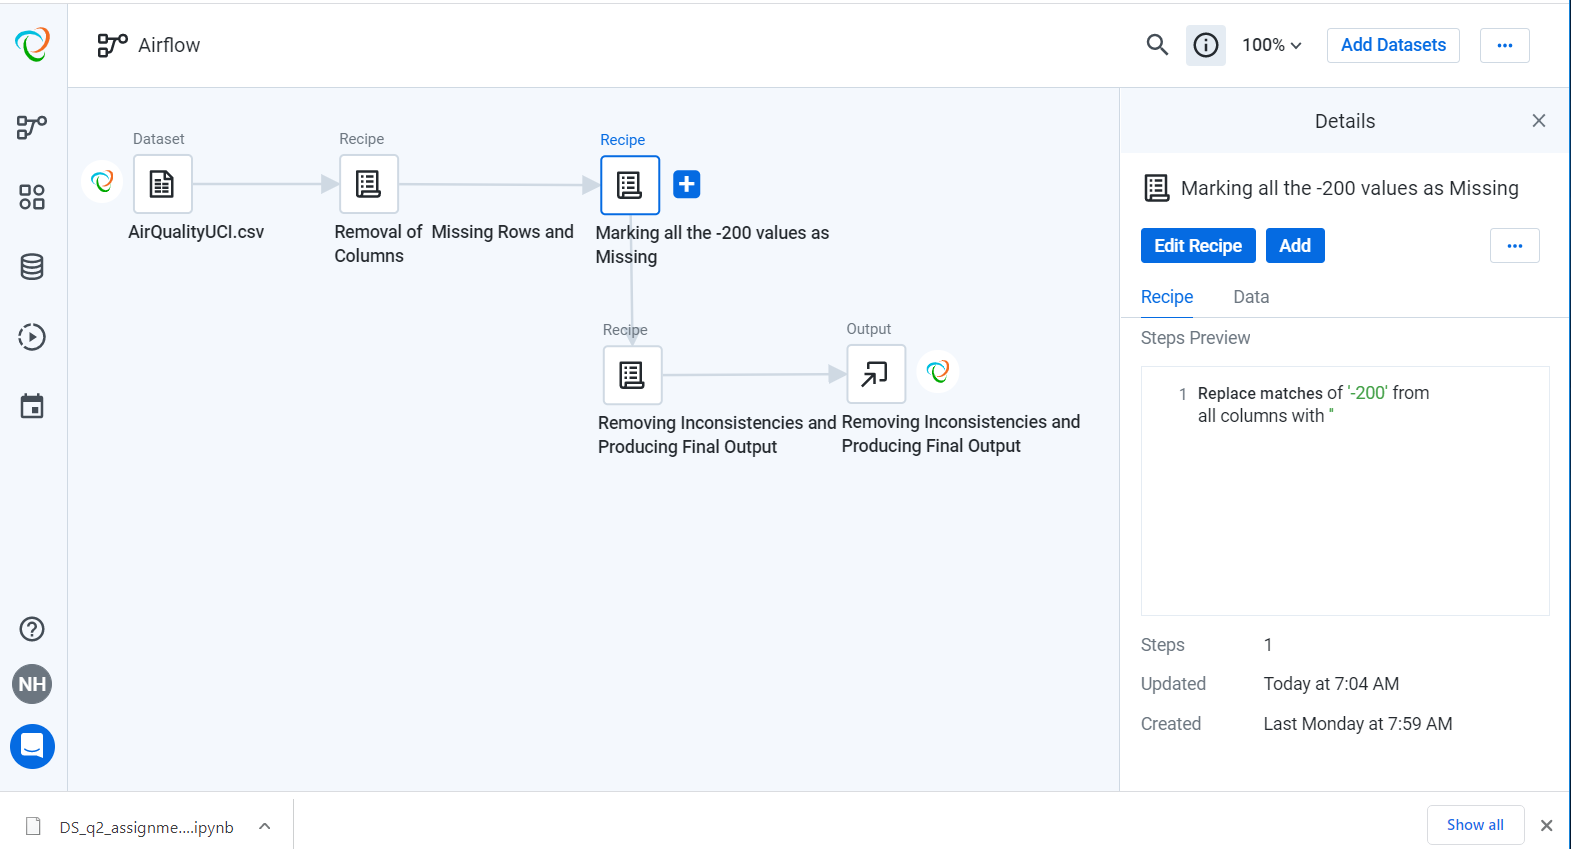 Airflow
100%
Add Datasets
Dataset
Recipe
Recipe
AirQualityUCI.csv
Removal of  Missing Rows and
Columns
Marking all the -200 values as
Missing
Recipe
Output
Removing Inconsistencies and
Producing Final Output
Removing Inconsistencies and
Producing Final Output
Details
Marking all the -200 values as Missing
Edit Recipe
Add
Recipe
Data
Steps Preview
1 Replace matches of '-200' from
all columns with ''
Steps 1
Updated Today at 7:04 AM
Created Last Monday at 7:59 AM
NH
DS_q2_assignme....ipynb
Show all